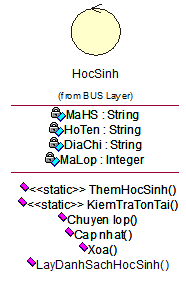 HocSinh
(from BUS Layer)
MaHS : String
HoTen : String
DiaChi : String
MaLop : Integer
<<static>> ThemHocSinh()
<<static>> KiemTraTonTai()
Chuyen lop()
Cap nhat()
Xoa()
LayDanhSachHocSinh()